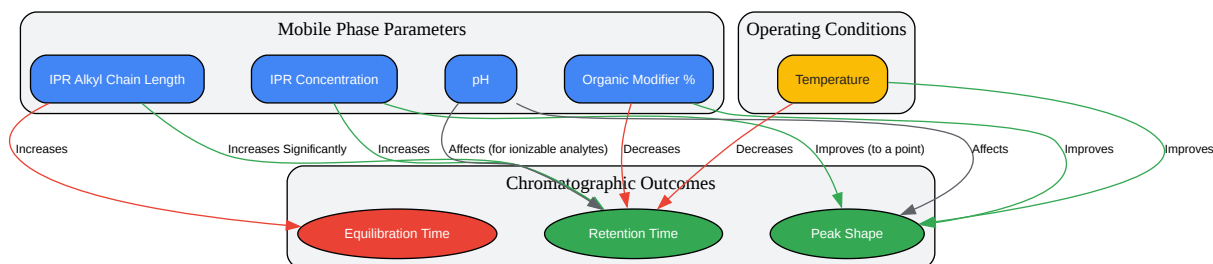 Mobile Phase Parameters
Operating Conditions
IPR Alkyl Chain Length
IPR Concentration
pH
Organic Modifier %
Temperature
Increases
Increases Significantly
Increases
Affects (for ionizable analytes)
Decreases
Decreases
Improves (to a point)
Affects
Improves
Improves
Chromatographic Outcomes
Equilibration Time
Retention Time
Peak Shape